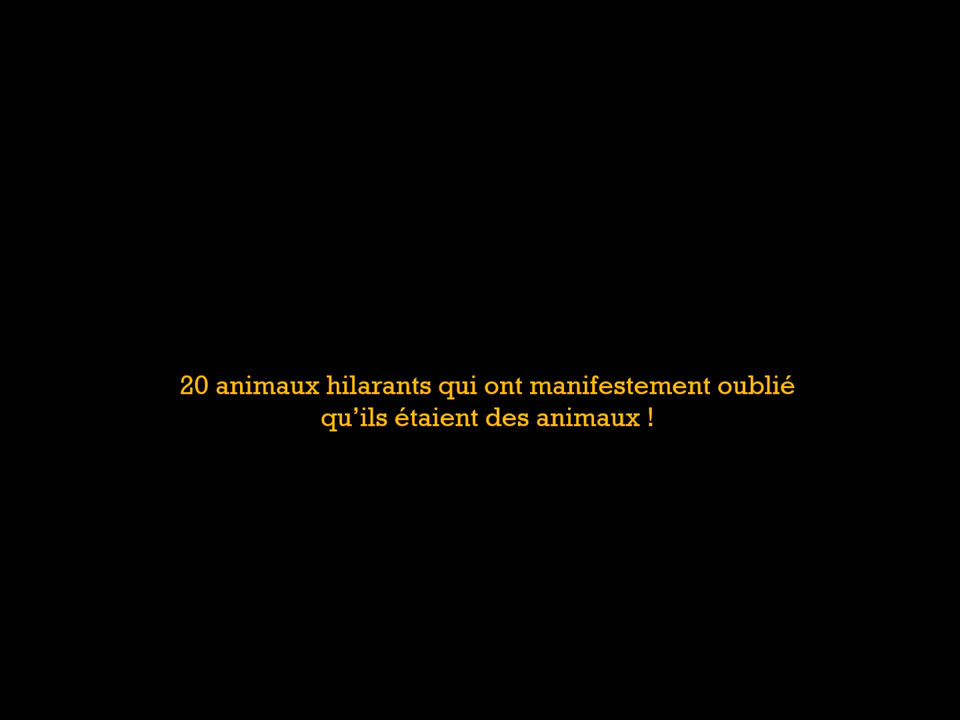 20 animaux hilarants qui ont manifestement oublié
qu’ils étaient des animaux !